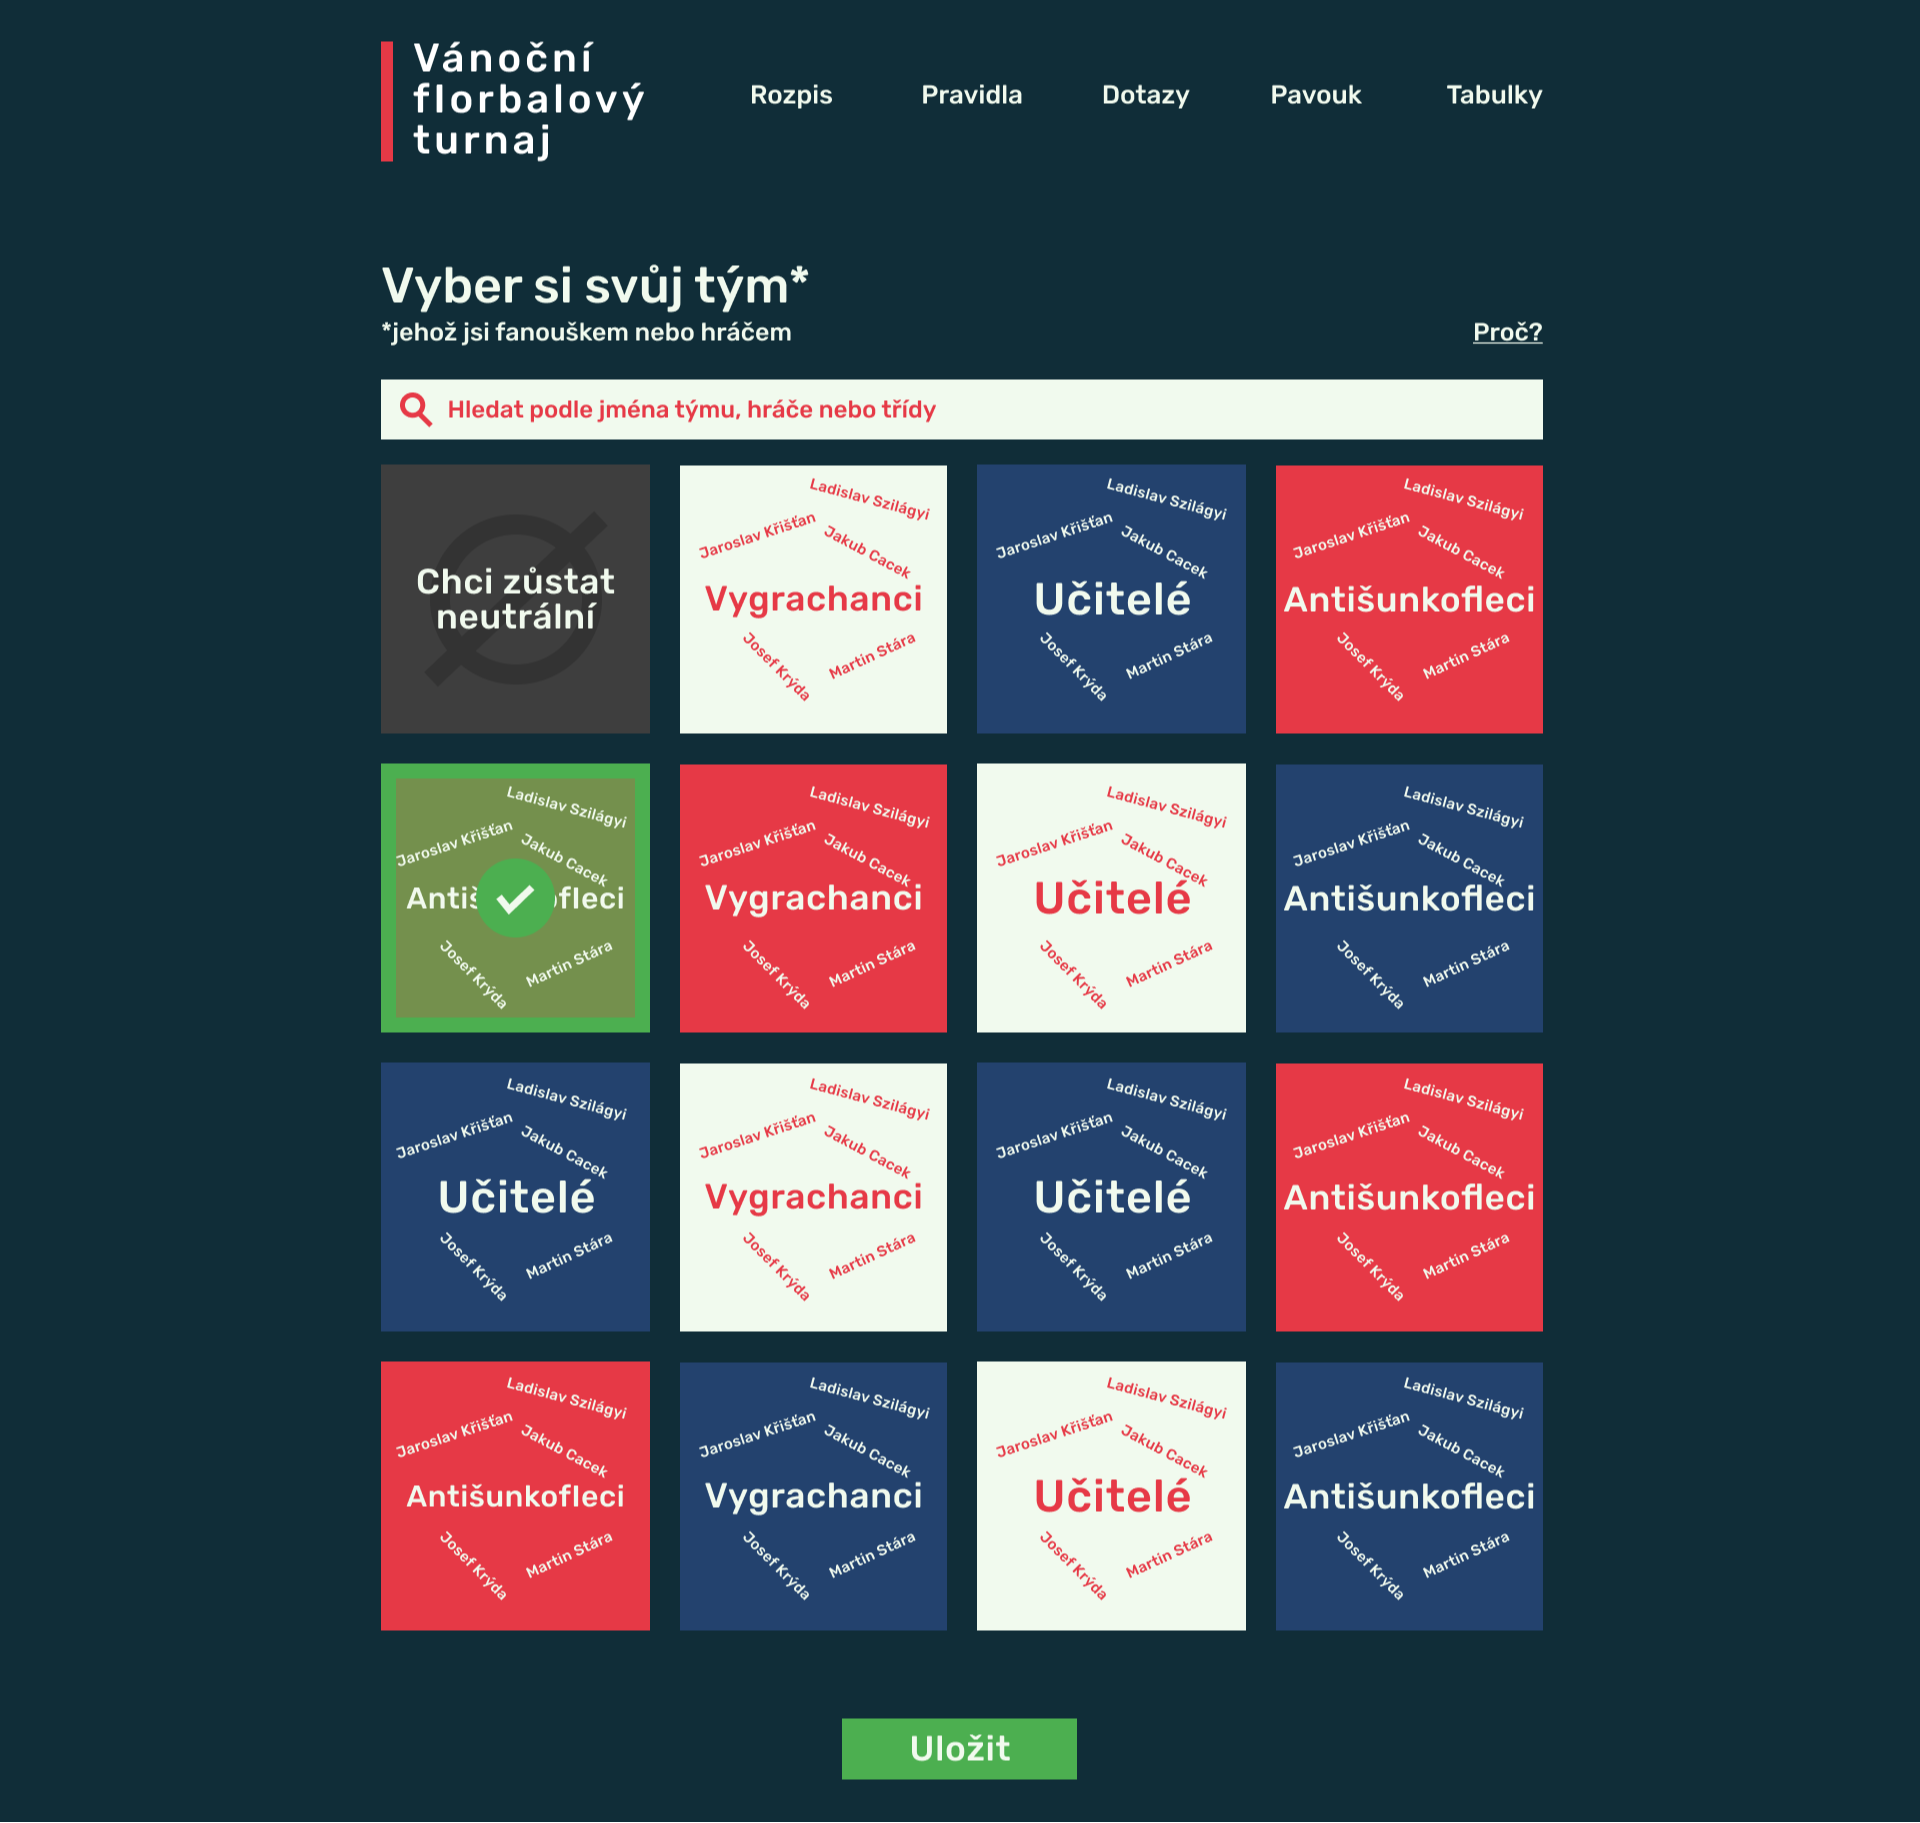 Vánoční
florbalový
turnaj
Rozpis
Pravidla
Dotazy
Pavouk
Tabulky
Vyber si svůj tým*
*jehož jsi fanouškem nebo hráčem
Proč?
Hledat podle jména týmu, hráče nebo třídy
Chci zůstat
neutrální
Ladislav Szilágyi
Jaroslav Křišťan
Jakub Cacek
Vygrachanci
Josef Krýda
Martin Stára
Ladislav Szilágyi
Jaroslav Křišťan
Jakub Cacek
Učitelé
Josef Krýda
Martin Stára
Ladislav Szilágyi
Jaroslav Křišťan
Jakub Cacek
Antišunkofleci
Josef Krýda
Martin Stára
Ladislav Szilágyi
Jaroslav Křišťan
Jakub Cacek
Antiš ofleci
Josef Krýda
Martin Stára
Ladislav Szilágyi
Jaroslav Křišťan
Jakub Cacek
Vygrachanci
Josef Krýda
Martin Stára
Ladislav Szilágyi
Jaroslav Křišťan
Jakub Cacek
Učitelé
Josef Krýda
Martin Stára
Ladislav Szilágyi
Jaroslav Křišťan
Jakub Cacek
Antišunkofleci
Josef Krýda
Martin Stára
Ladislav Szilágyi
Jaroslav Křišťan
Jakub Cacek
Učitelé
Josef Krýda
Martin Stára
Ladislav Szilágyi
Jaroslav Křišťan
Jakub Cacek
Vygrachanci
Josef Krýda
Martin Stára
Ladislav Szilágyi
Jaroslav Křišťan
Jakub Cacek
Učitelé
Josef Krýda
Martin Stára
Ladislav Szilágyi
Jaroslav Křišťan
Jakub Cacek
Antišunkofleci
Josef Krýda
Martin Stára
Ladislav Szilágyi
Jaroslav Křišťan
Jakub Cacek
Antišunkofleci
Josef Krýda
Martin Stára
Ladislav Szilágyi
Jaroslav Křišťan
Jakub Cacek
Vygrachanci
Josef Krýda
Martin Stára
Ladislav Szilágyi
Jaroslav Křišťan
Jakub Cacek
Učitelé
Josef Krýda
Martin Stára
Ladislav Szilágyi
Jaroslav Křišťan
Jakub Cacek
Antišunkofleci
Josef Krýda
Martin Stára
Uložit